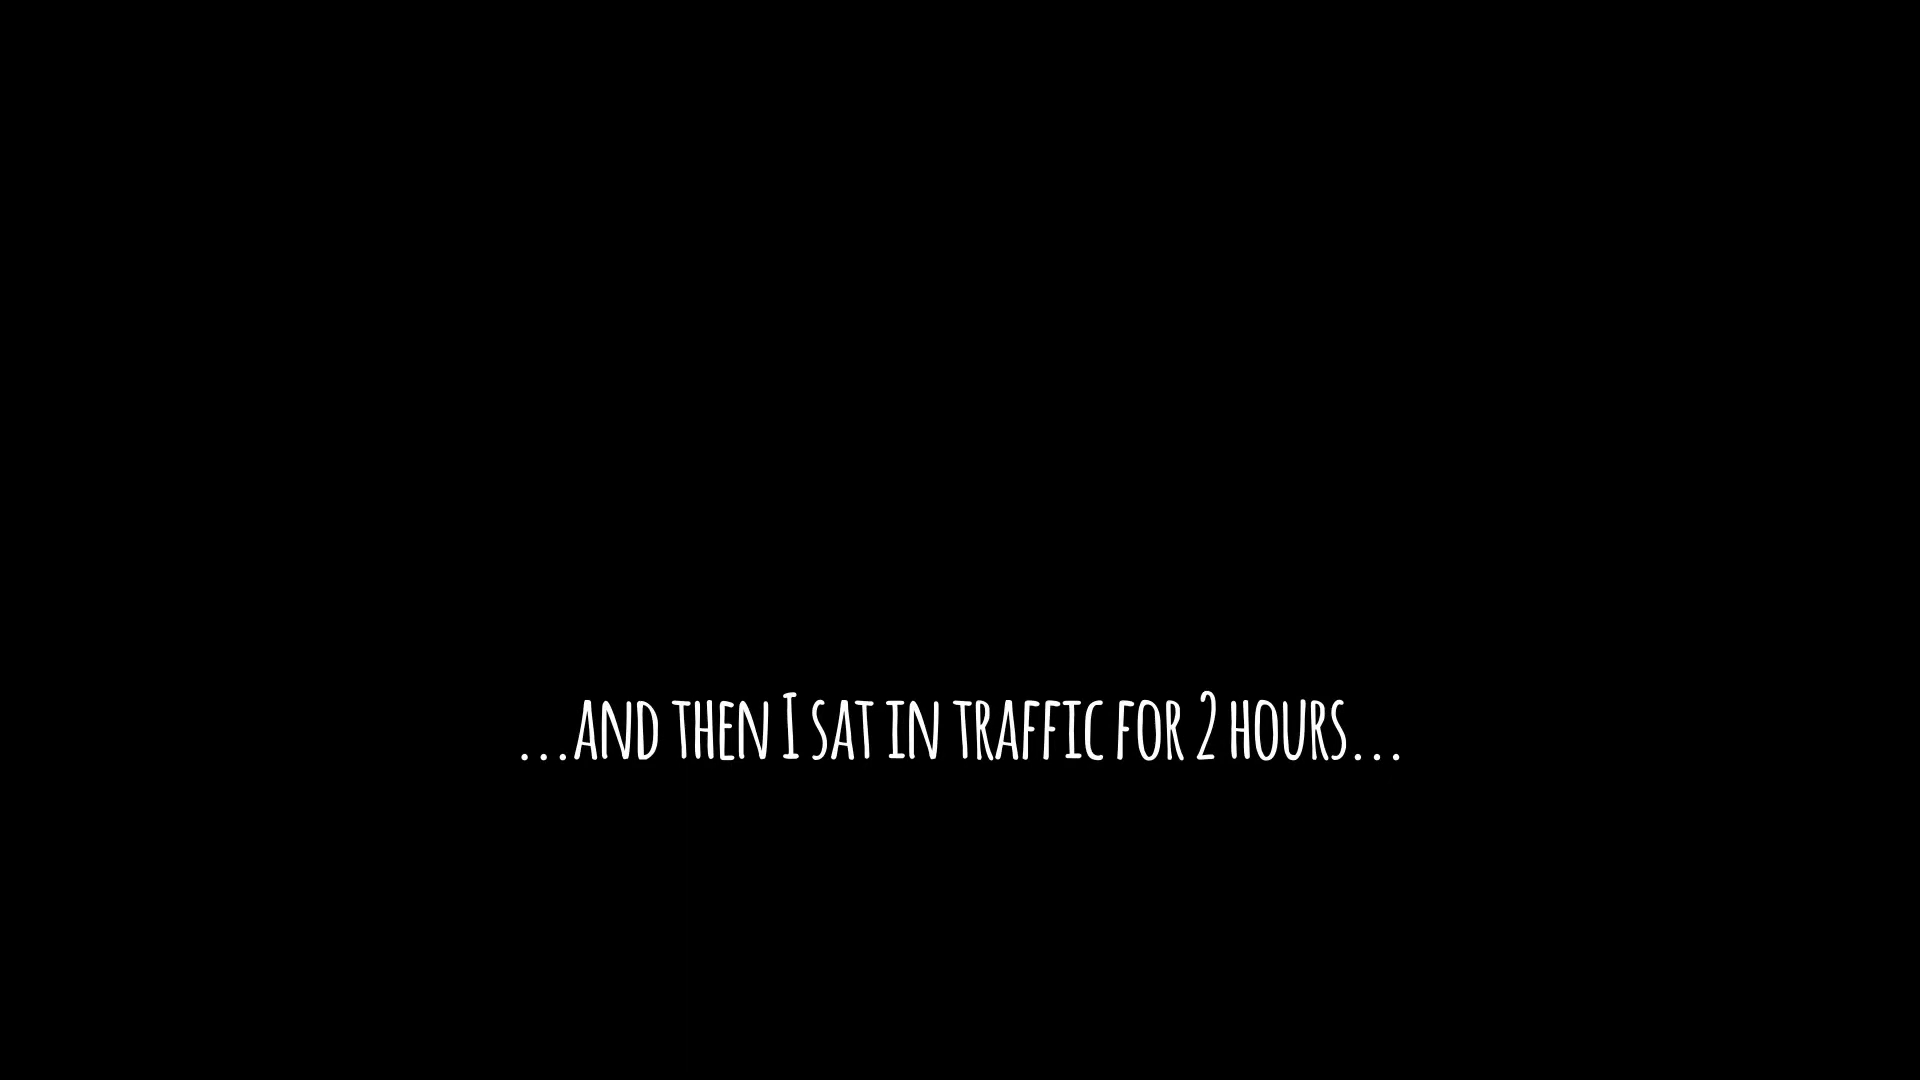 ...and then I sat in traffic for 2 hours...